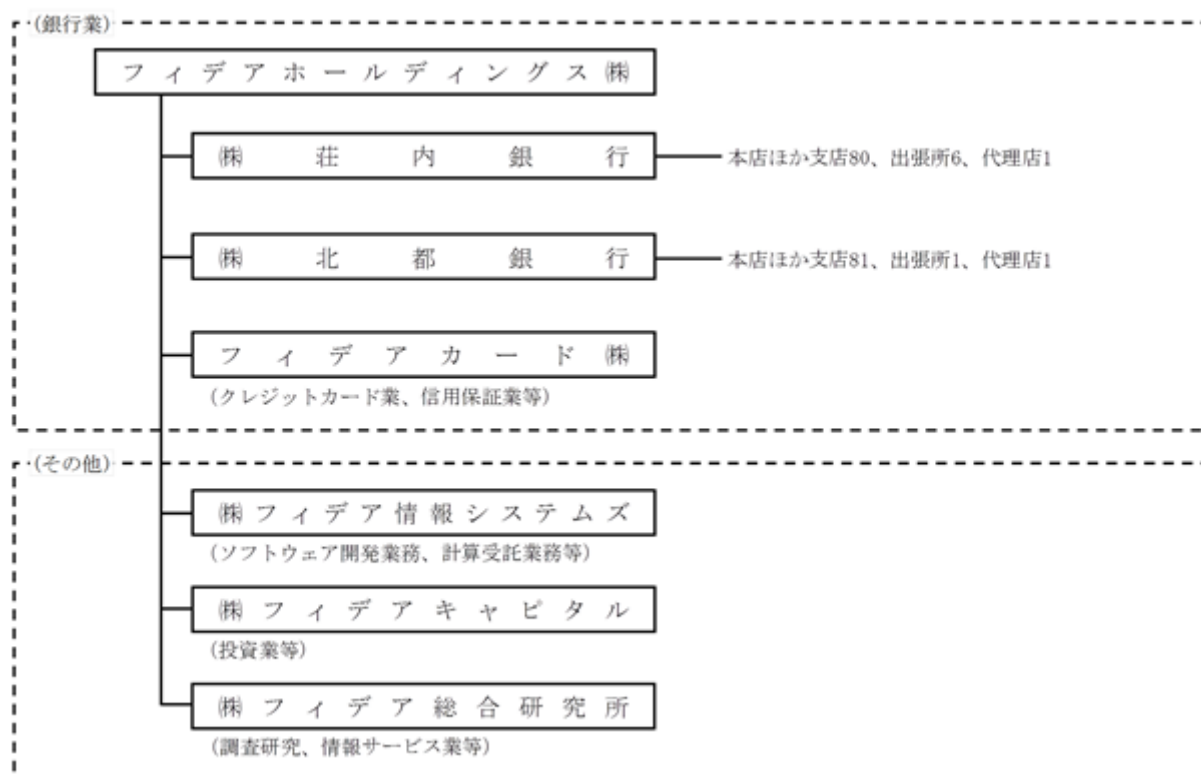 (銀行業)
フィデアホールディングス㈱
㈱荘内銀行
本店ほか支店80、出張所6、代理店1
㈱北都銀行
本店ほか支店81、出張所1、代理店1
フィデアカード㈱
(クレジットカード業、信用保証業等)
(その他)
㈱フィデア情報システムズ
(ソフトウェア開発業務、計算受託業務等)
㈱フィデアキャピタル
(投資業等)
㈱フィデア総合研究所
(調査研究、情報サービス業等)